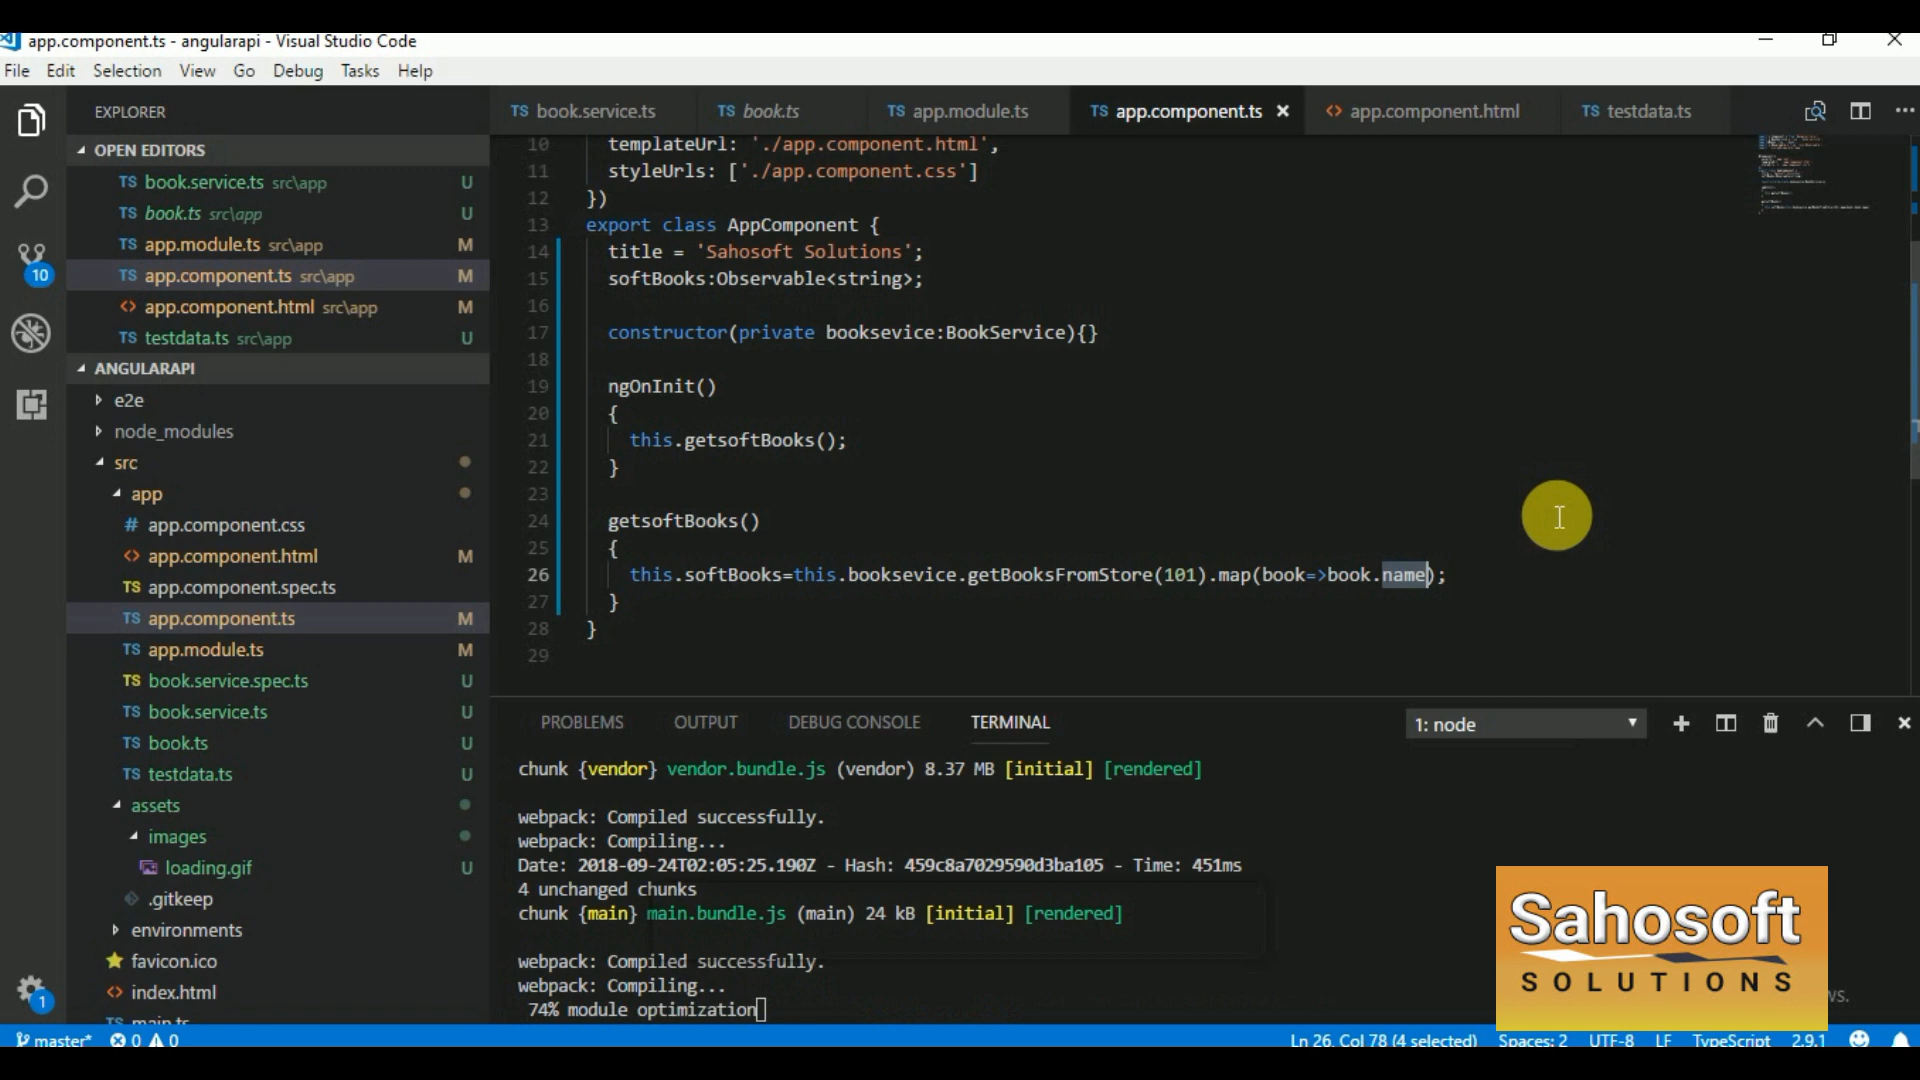 app.component.ts - angularapi - Visual Studio Code
File Edit Selection View Go Debug Tasks Help
EXPLORER
OPEN EDITORS
TS book.service.ts src\app U
TS book.ts src\app U
TS app.module.ts src\app M
TS app.component.ts src\app M
<> app.component.html src\app M
TS testdata.ts src\app U
ANGULARAPI
e2e
node_modules
src
app
# app.component.css
<> app.component.html M
TS app.component.spec.ts
TS app.component.ts M
TS app.module.ts M
TS book.service.spec.ts U
TS book.service.ts U
TS book.ts U
TS testdata.ts U
assets
images
loading.gif U
.gitkeep
environments
favicon.ico
<> index.html
TS main.ts
10
1
TS book.service.ts TS book.ts TS app.module.ts TS app.component.ts <> app.component.html TS testdata.ts
10 templateUrl: './app.component.html',
11 styleUrls: ['./app.component.css']
12 })
13 export class AppComponent {
14 title = 'Sahosoft Solutions';
15 softBooks:Observable<string>;
16
17 constructor(private booksevice:BookService){}
18
19 ngOnInit()
20 {
21 this.getsoftBooks();
22 }
23
24 getsoftBooks()
25 {
26 this.softBooks=this.booksevice.getBooksFromStore(101).map(book=>book.name);
27 }
28 }
29
PROBLEMS OUTPUT DEBUG CONSOLE TERMINAL 1: node
chunk {vendor} vendor.bundle.js (vendor) 8.37 MB [initial] [rendered]
webpack: Compiled successfully.
webpack: Compiling...
Date: 2018-09-24T02:05:25.190Z - Hash: 459c8a7029590d3ba105 - Time: 451ms
4 unchanged chunks
chunk {main} main.bundle.js (main) 24 kB [initial] [rendered]
webpack: Compiled successfully.
webpack: Compiling...
74% module optimization
Sahosoft
SOLUTIONS
ws.
master* 0 0 Ln 26, Col 78 (4 selected) Spaces: 2 UTF-8 LF TypeScript 2.9.1